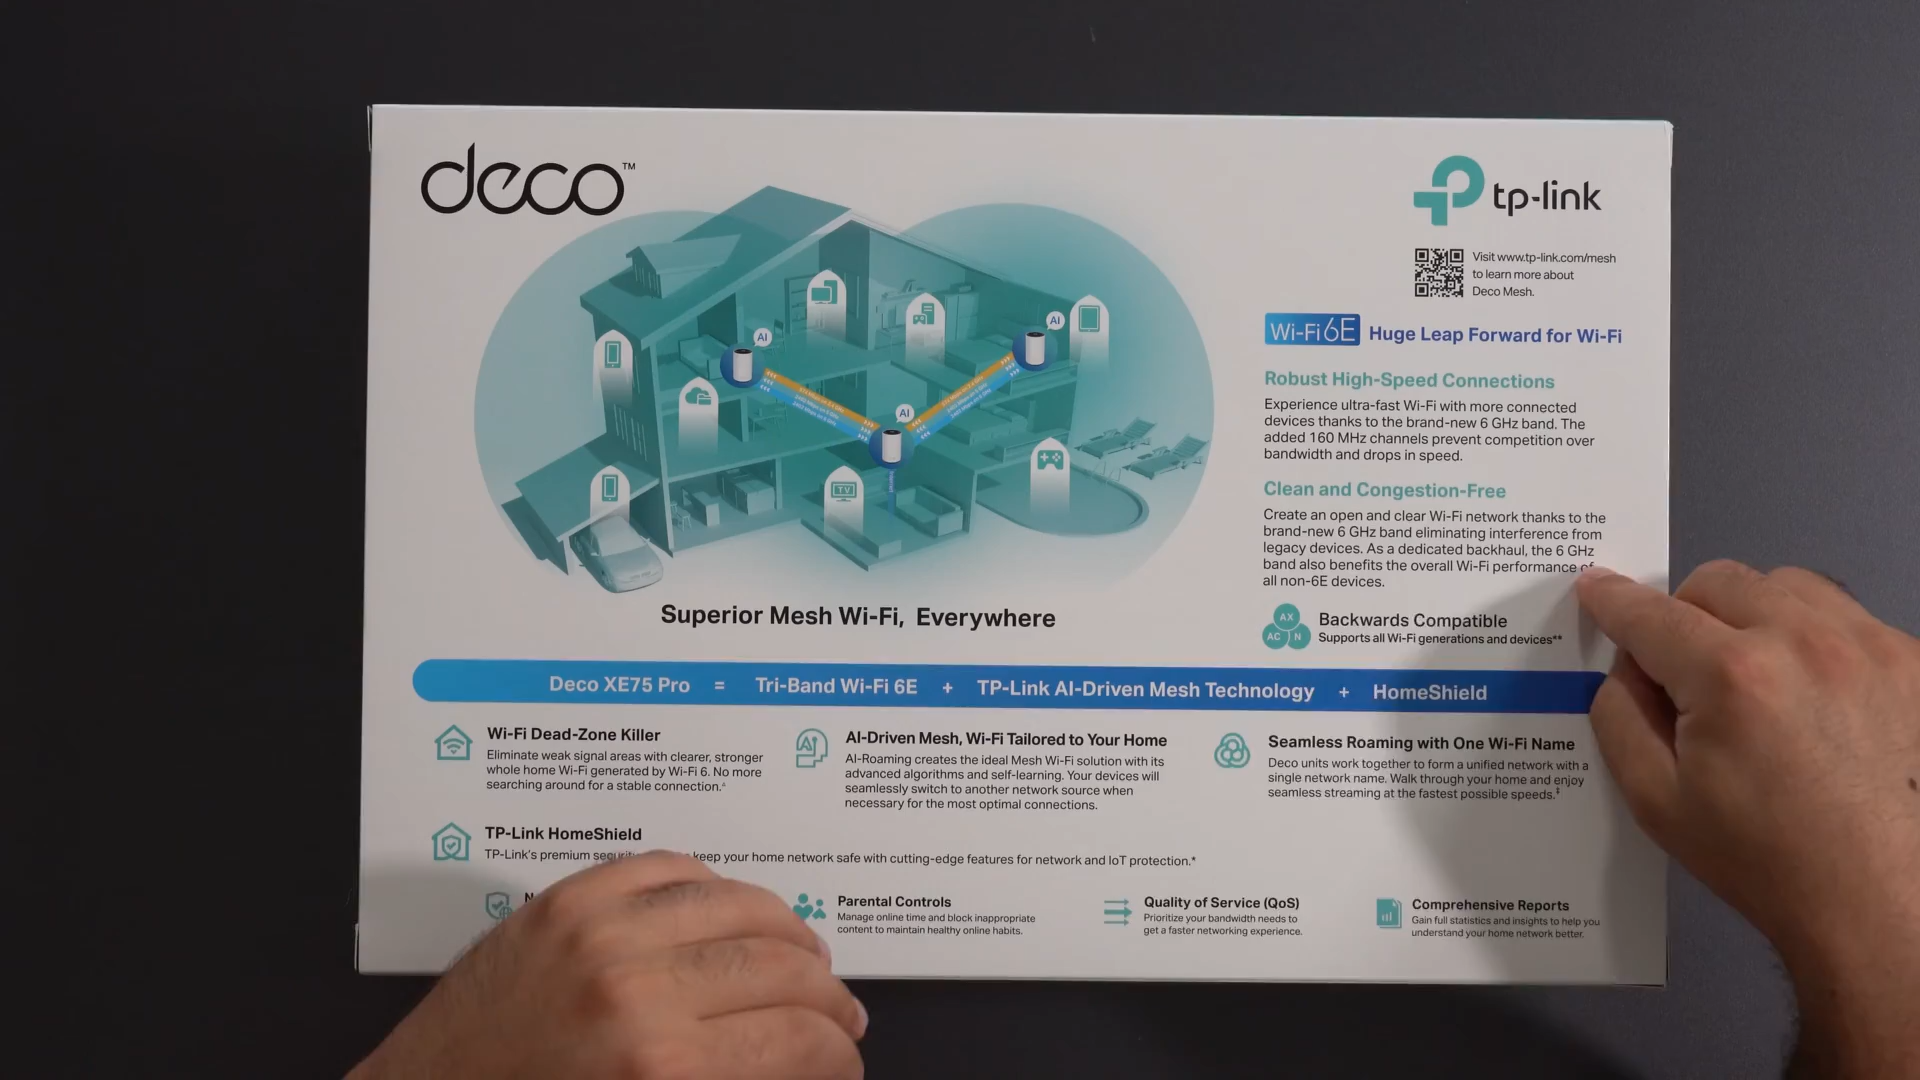 deco™
tp-link
Visit www.tp-link.com/mesh
to learn more about
Deco Mesh.
Wi-Fi 6E Huge Leap Forward for Wi-Fi
Robust High-Speed Connections
Experience ultra-fast Wi-Fi with more connected
devices thanks to the brand-new 6 GHz band. The
added 160 MHz channels prevent competition over
bandwidth and drops in speed.
Clean and Congestion-Free
Create an open and clear Wi-Fi network thanks to the
brand-new 6 GHz band eliminating interference from
legacy devices. As a dedicated backhaul, the 6 GHz
band also benefits the overall Wi-Fi performance of
all non-6E devices.
AX
AC N
Backwards Compatible
Supports all Wi-Fi generations and devices**
AI
AI
AI
TV
Superior Mesh Wi-Fi, Everywhere
Deco XE75 Pro = Tri-Band Wi-Fi 6E + TP-Link AI-Driven Mesh Technology + HomeShield
Wi-Fi Dead-Zone Killer
Eliminate weak signal areas with clearer, stronger
whole home Wi-Fi generated by Wi-Fi 6. No more
searching around for a stable connection.
AI
AI-Driven Mesh, Wi-Fi Tailored to Your Home
AI-Roaming creates the ideal Mesh Wi-Fi solution with its
advanced algorithms and self-learning. Your devices will
seamlessly switch to another network source when
necessary for the most optimal connections.
Seamless Roaming with One Wi-Fi Name
Deco units work together to form a unified network with a
single network name. Walk through your home and enjoy
seamless streaming at the fastest possible speeds.‡
TP-Link HomeShield
TP-Link's premium keep your home network safe with cutting-edge features for network and IoT protection.*
Parental Controls
Manage online time and block inappropriate
content to maintain healthy online habits.
Quality of Service (QoS)
Prioritize your bandwidth needs to
get a faster networking experience.
Comprehensive Reports
Gain full statistics and insights to help you
understand your home network better.